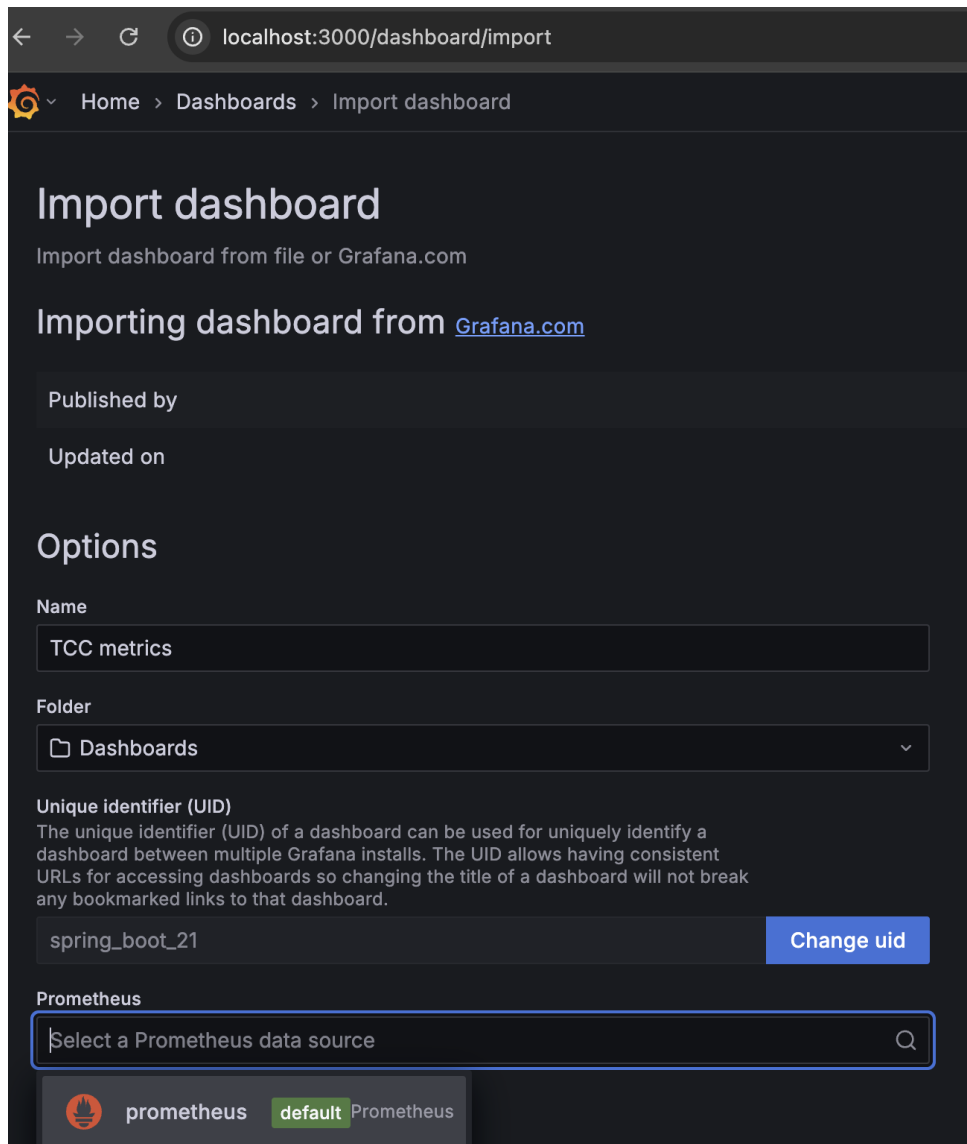 localhost:3000/dashboard/import
Home › Dashboards › Import dashboard
Import dashboard
Import dashboard from file or Grafana.com
Importing dashboard from Grafana.com
Published by
Updated on
Options
Name
TCC metrics
Folder
Dashboards
Unique identifier (UID)
The unique identifier (UID) of a dashboard can be used for uniquely identify a
dashboard between multiple Grafana installs. The UID allows having consistent
URLs for accessing dashboards so changing the title of a dashboard will not break
any bookmarked links to that dashboard.
spring_boot_21 Change uid
Prometheus
Select a Prometheus data source
prometheus default Prometheus